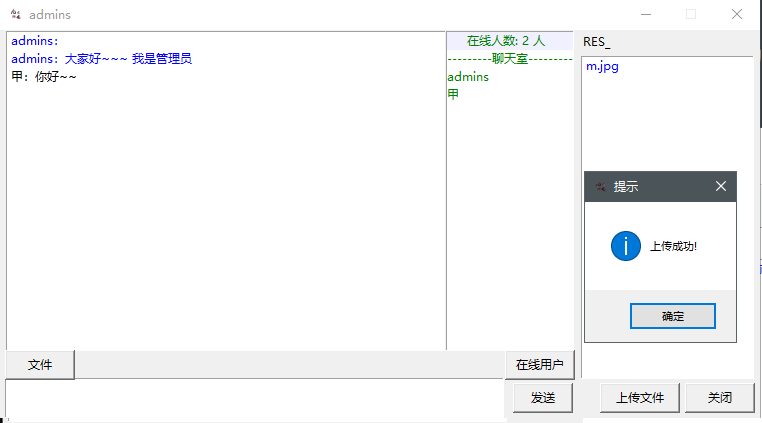 admins
admins:
admins: 大家好~~~ 我是管理员
甲: 你好~~
在线人数: 2 人
---------聊天室---------
admins
甲
RES_
m.jpg
提示
上传成功!
确定
文件
在线用户
发送
上传文件
关闭